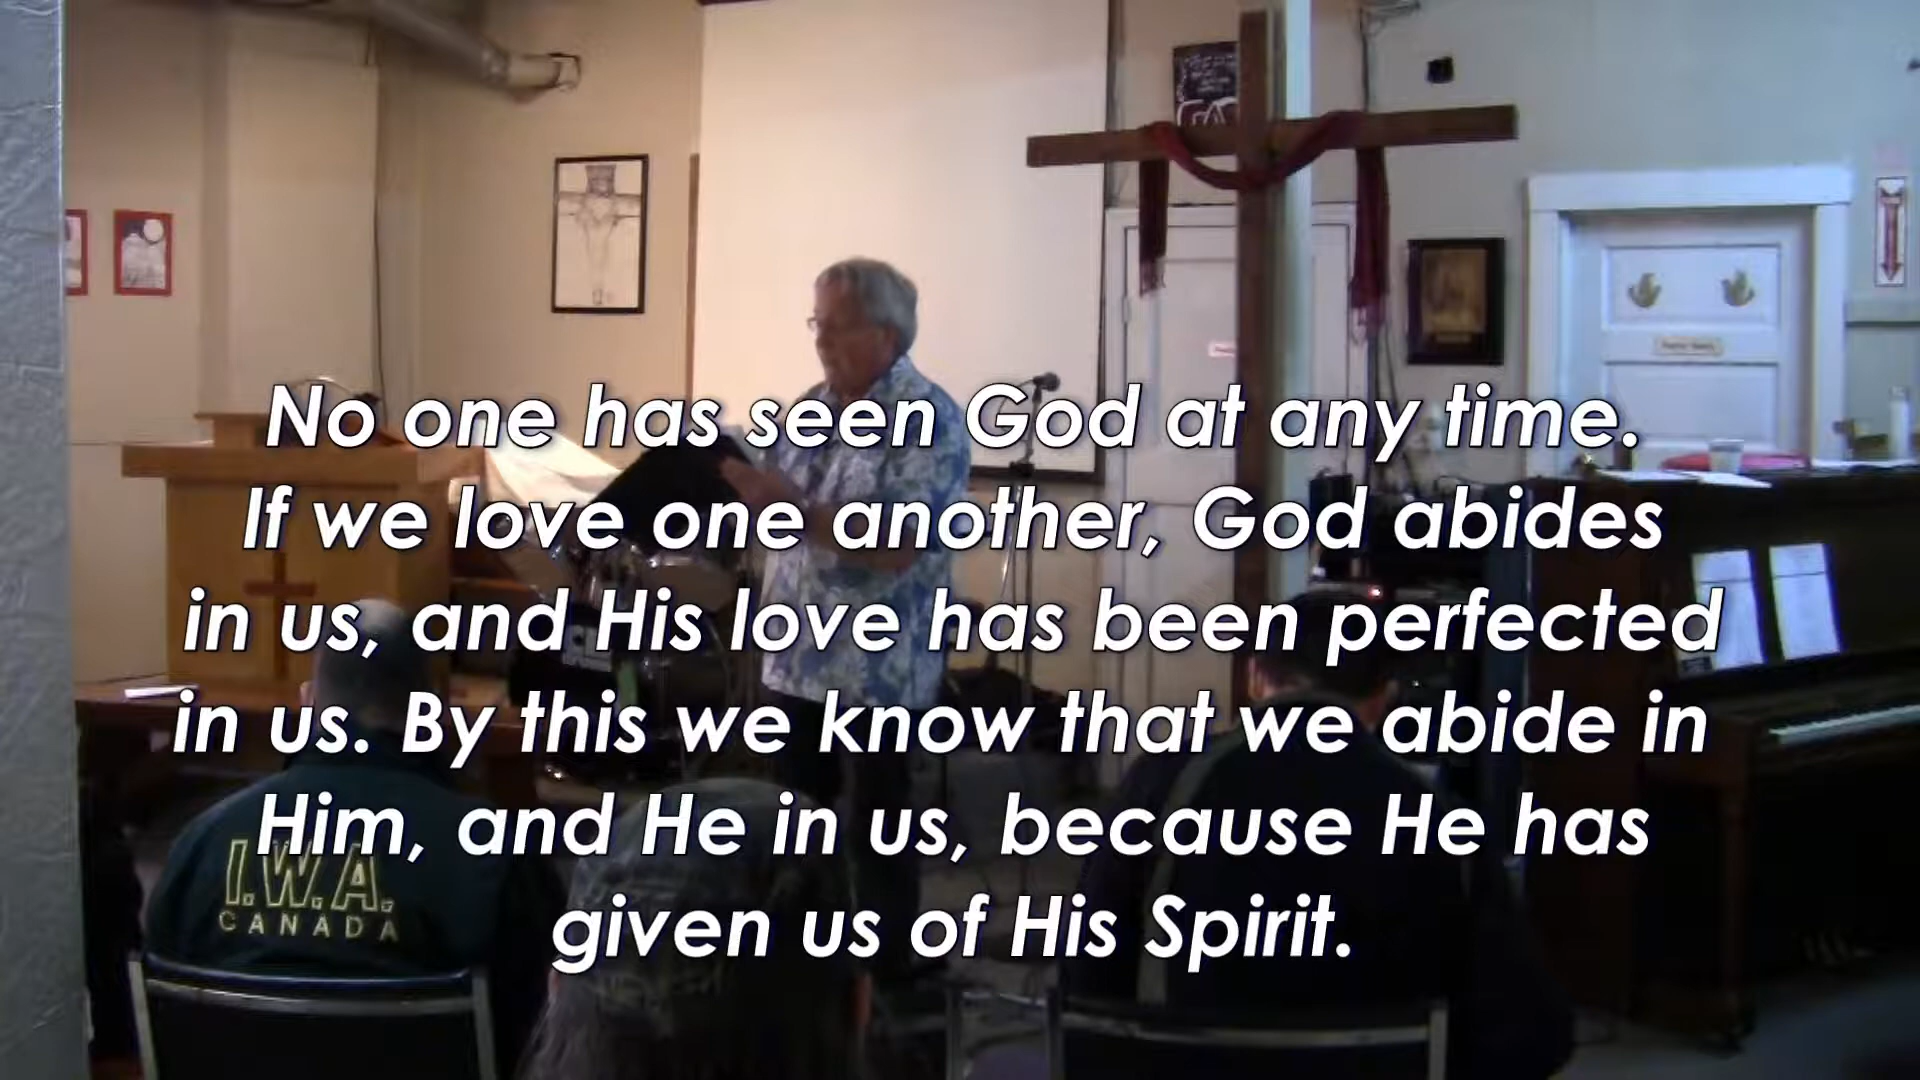 No one has seen God at any time.
If we love one another, God abides
in us, and His love has been perfected
in us. By this we know that we abide in
Him, and He in us, because He has
given us of His Spirit.
I.W.A.
CANADA